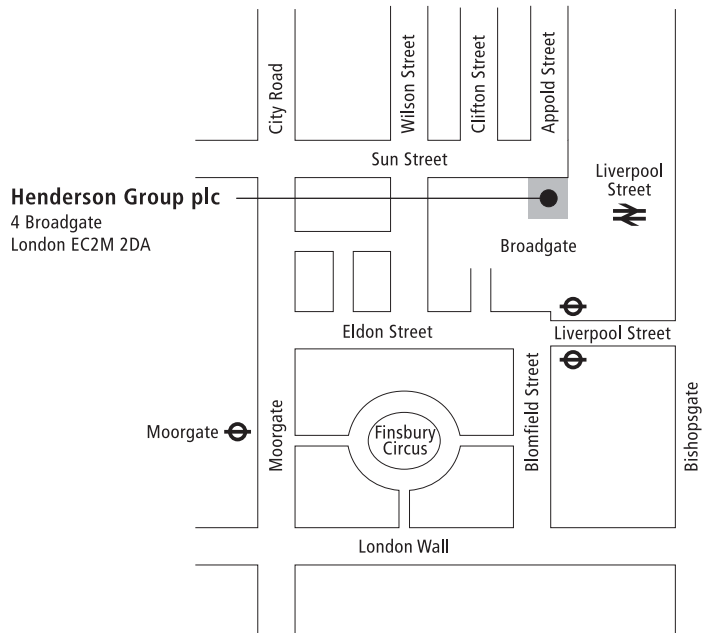 City Road
Wilson Street
Clifton Street
Appold Street
Sun Street
Liverpool
Street
Henderson Group plc
4 Broadgate
London EC2M 2DA
Broadgate
Eldon Street
Liverpool Street
Moorgate
Moorgate
Finsbury
Circus
Blomfield Street
Bishopsgate
London Wall